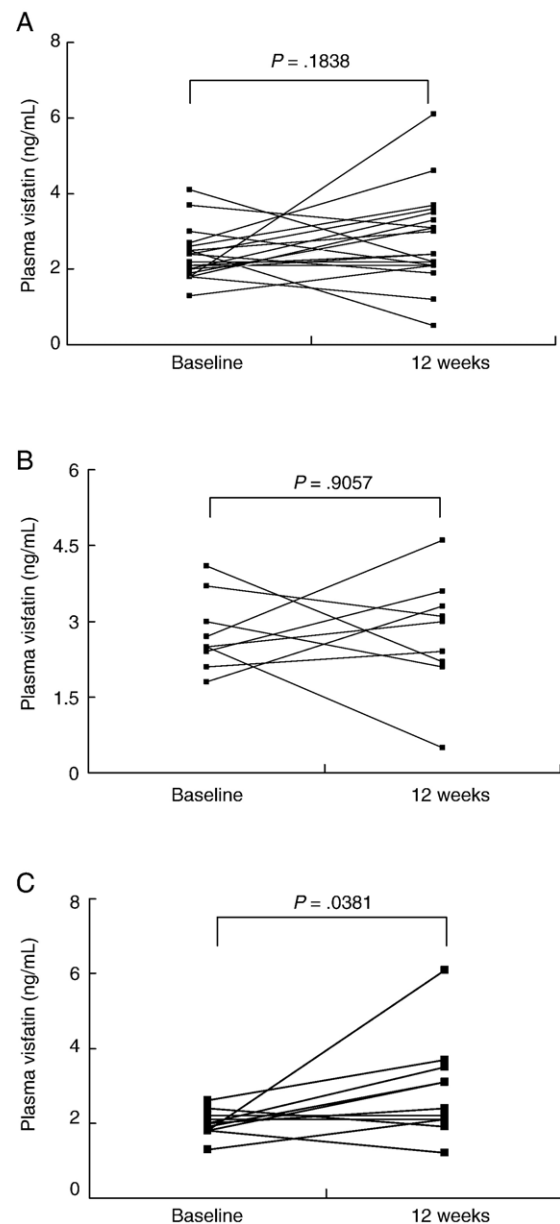 A
P = .1838
8
6
4
2
0
Plasma visfatin (ng/mL)
Baseline 12 weeks
B
P = .9057
6
4.5
3
1.5
0
Plasma visfatin (ng/mL)
Baseline 12 weeks
C
P = .0381
8
6
4
2
0
Plasma visfatin (ng/mL)
Baseline 12 weeks